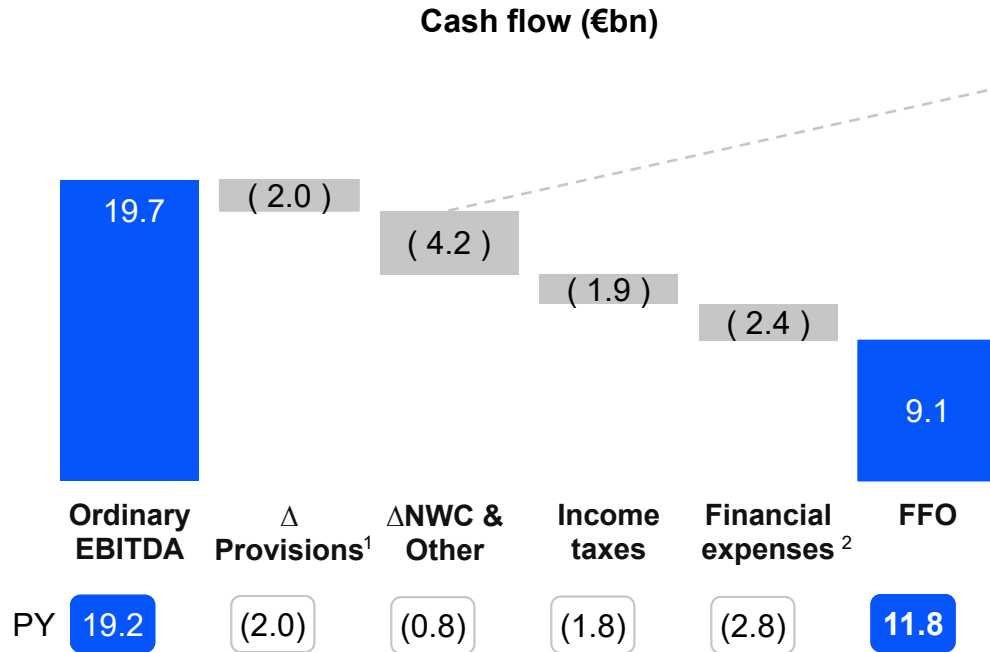 Cash flow (€bn)
19.7
( 2.0 )
( 4.2 )
( 1.9 )
( 2.4 )
9.1
Ordinary
EBITDA
Δ
Provisions¹
ΔNWC &
Other
Income
taxes
Financial
expenses ²
FFO
PY 19.2 (2.0) (0.8) (1.8) (2.8) 11.8